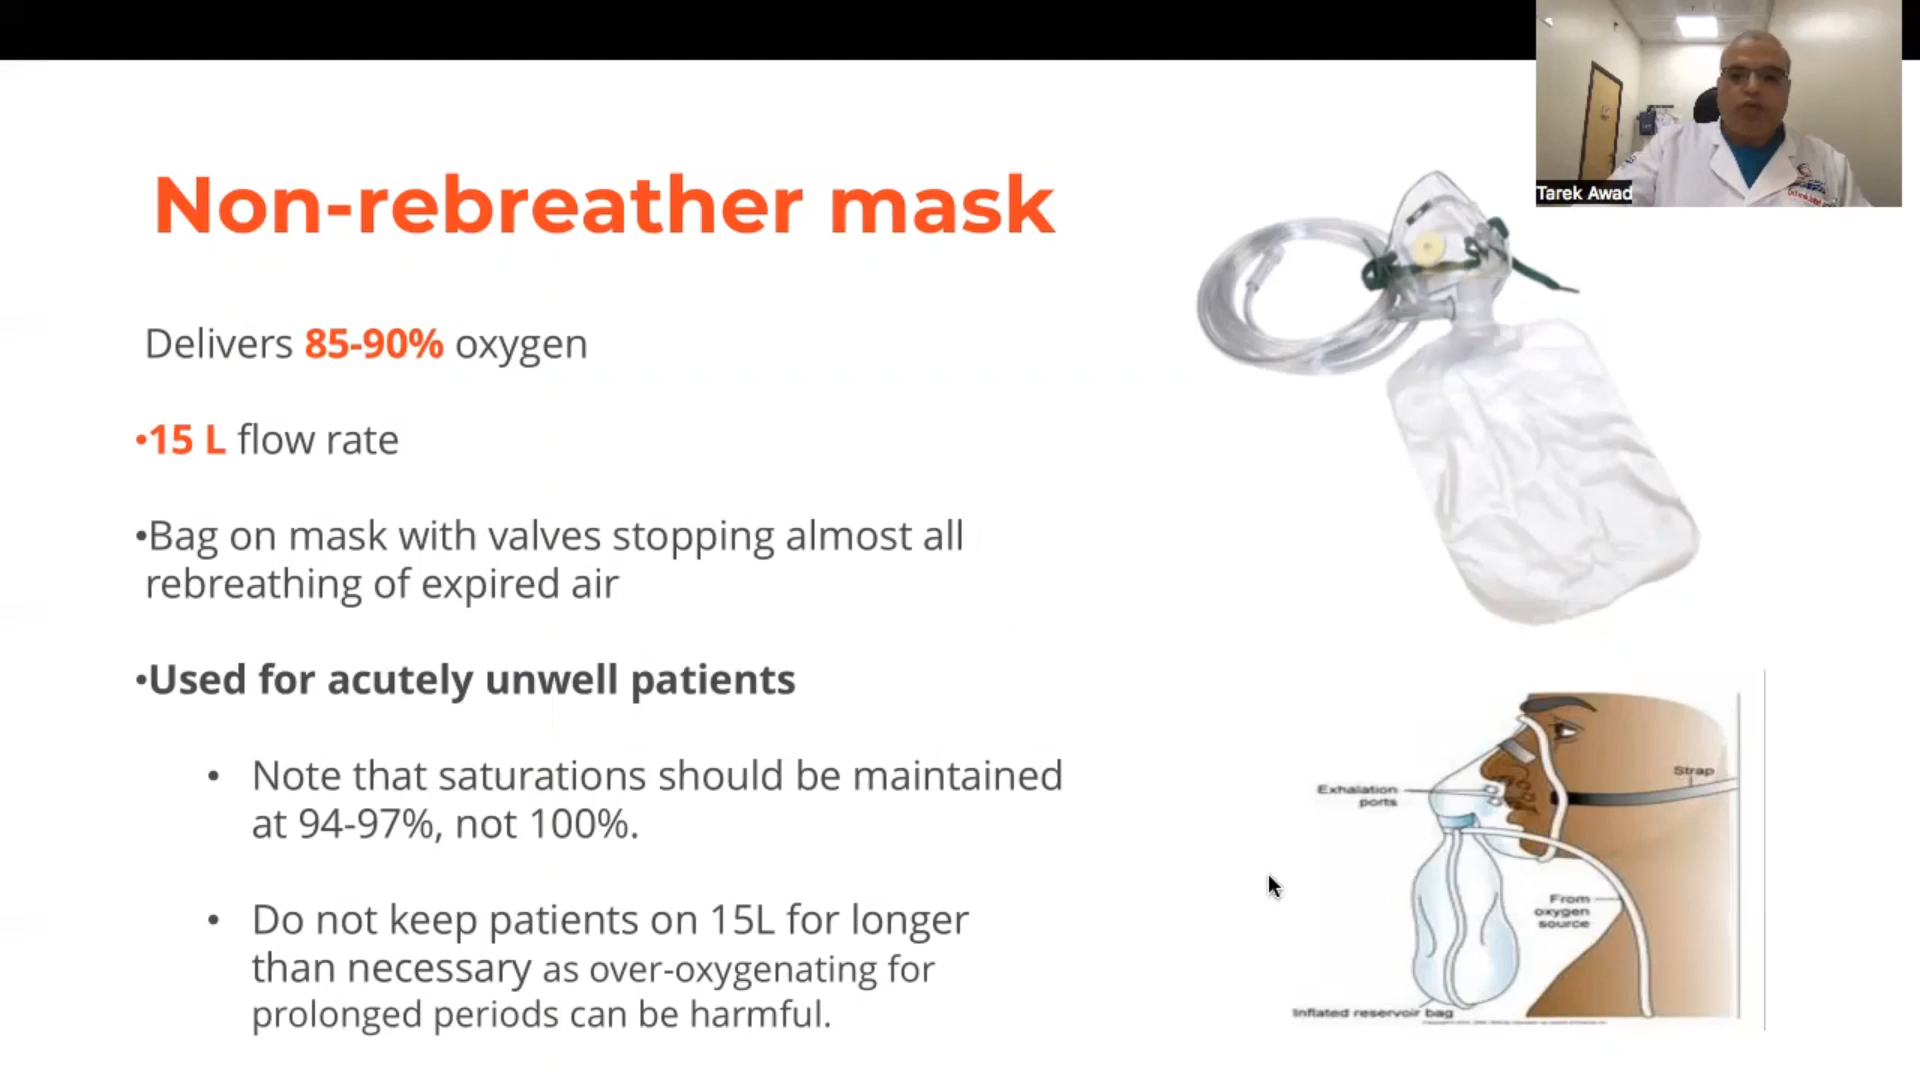 Tarek Awad
Non-rebreather mask
Delivers 85-90% oxygen
•15 L flow rate
•Bag on mask with valves stopping almost all
rebreathing of expired air
•Used for acutely unwell patients
• Note that saturations should be maintained
at 94-97%, not 100%.
• Do not keep patients on 15L for longer
than necessary as over-oxygenating for
prolonged periods can be harmful.
Exhalation
ports
Strap
From
oxygen
source
Inflated reservoir bag